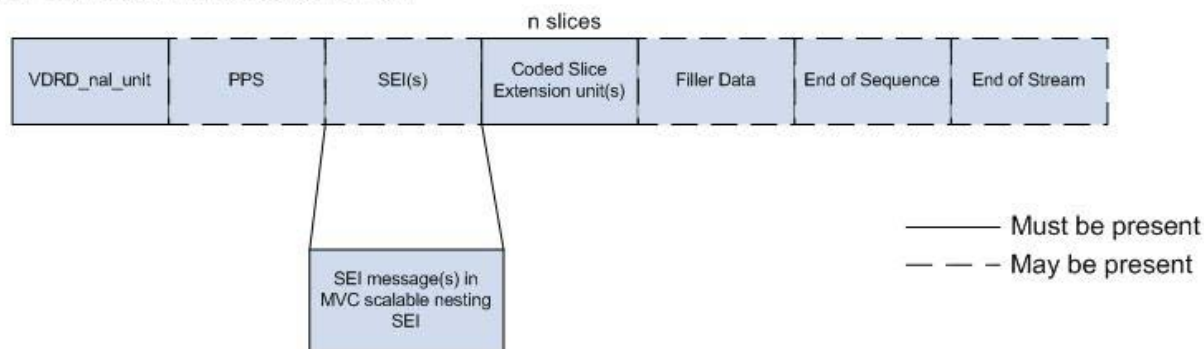 n slices
VDRD_nal_unit
PPS
SEI(s)
Coded Slice
Extension unit(s)
Filler Data
End of Sequence
End of Stream
SEI message(s) in
MVC scalable nesting
SEI
Must be present
May be present